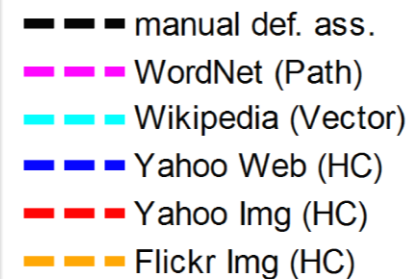 manual def. ass.
WordNet (Path)
Wikipedia (Vector)
Yahoo Web (HC)
Yahoo Img (HC)
Flickr Img (HC)